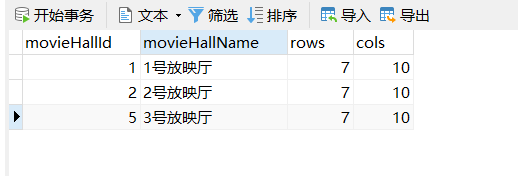 开始事务 文本 筛选 排序 导入 导出
movieHallId movieHallName rows cols
1 1号放映厅 7 10
2 2号放映厅 7 10
5 3号放映厅 7 10